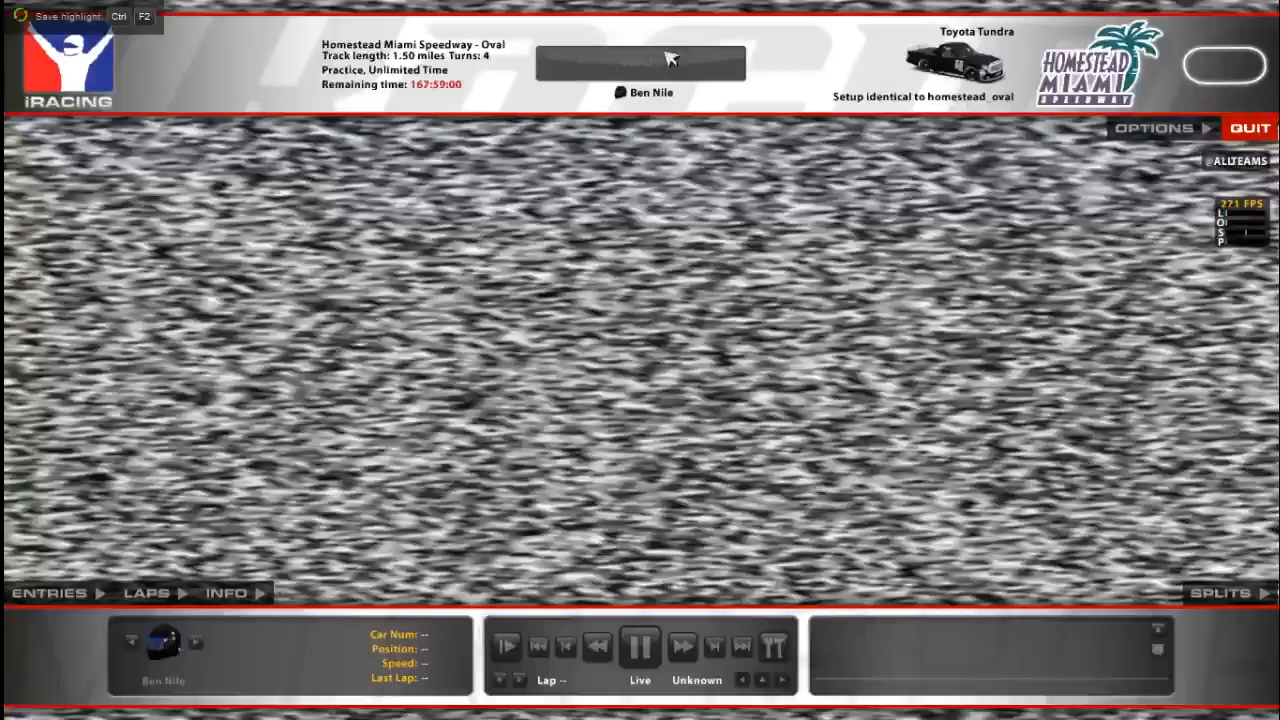 Save highlight: Ctrl F2
iRACING
Homestead Miami Speedway - Oval
Track length: 1.50 miles Turns: 4
Practice, Unlimited Time
Remaining time: 167:59:00
Ben Nile
Toyota Tundra
Setup identical to homestead_oval
HOMESTEAD
MIAMI
SPEEDWAY
OPTIONS
QUIT
@ALLTEAMS
271 FPS
L
Q
S
P
ENTRIES
LAPS
INFO
SPLITS
Ben Nile
Car Num: --
Position: --
Speed: --
Last Lap: --
Lap --
Live
Unknown